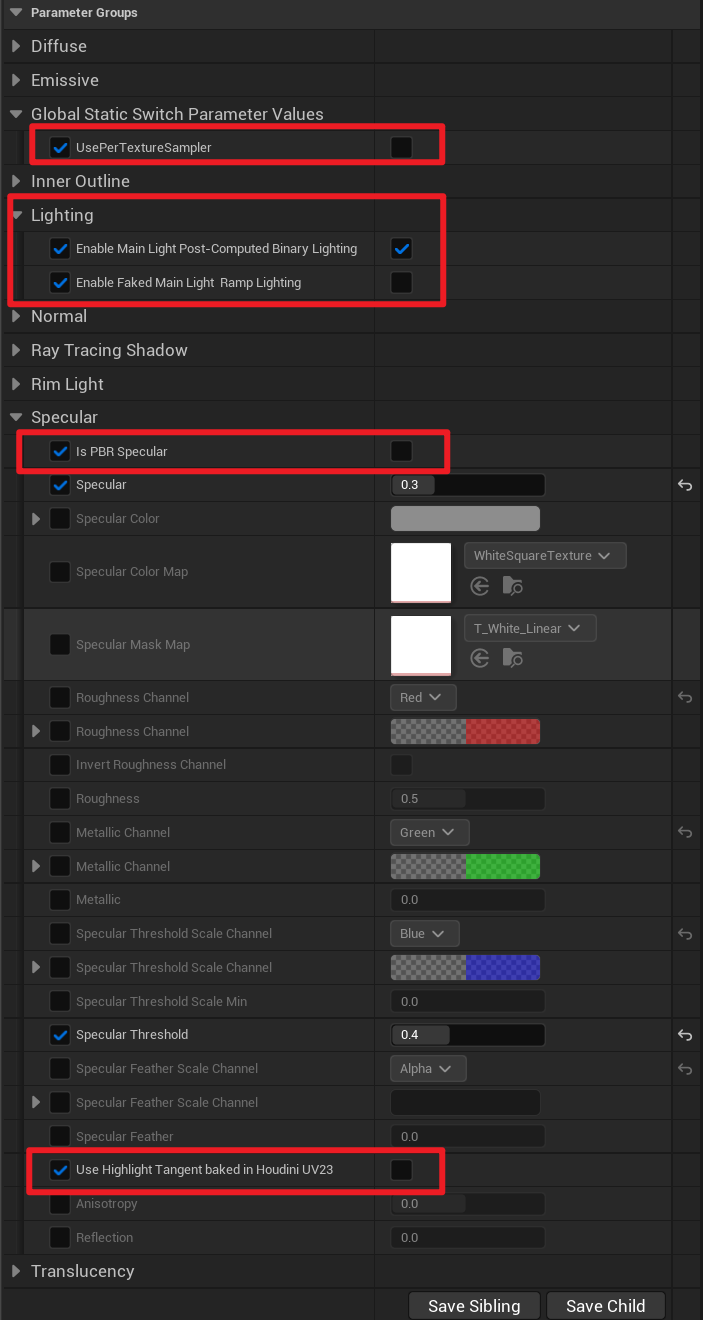 Parameter Groups
Diffuse
Emissive
Global Static Switch Parameter Values
UsePerTextureSampler
Inner Outline
Lighting
Enable Main Light Post-Computed Binary Lighting
Enable Faked Main Light  Ramp Lighting
Normal
Ray Tracing Shadow
Rim Light
Specular
Is PBR Specular
Specular 0.3
Specular Color
WhiteSquareTexture
Specular Color Map
T_White_Linear
Specular Mask Map
Roughness Channel Red
Roughness Channel
Invert Roughness Channel
Roughness 0.5
Metallic Channel Green
Metallic Channel
Metallic 0.0
Specular Threshold Scale Channel Blue
Specular Threshold Scale Channel
Specular Threshold Scale Min 0.0
Specular Threshold 0.4
Specular Feather Scale Channel Alpha
Specular Feather Scale Channel
Specular Feather 0.0
Use Highlight Tangent baked in Houdini UV23
Anisotropy 0.0
Reflection 0.0
Translucency
Save Sibling Save Child